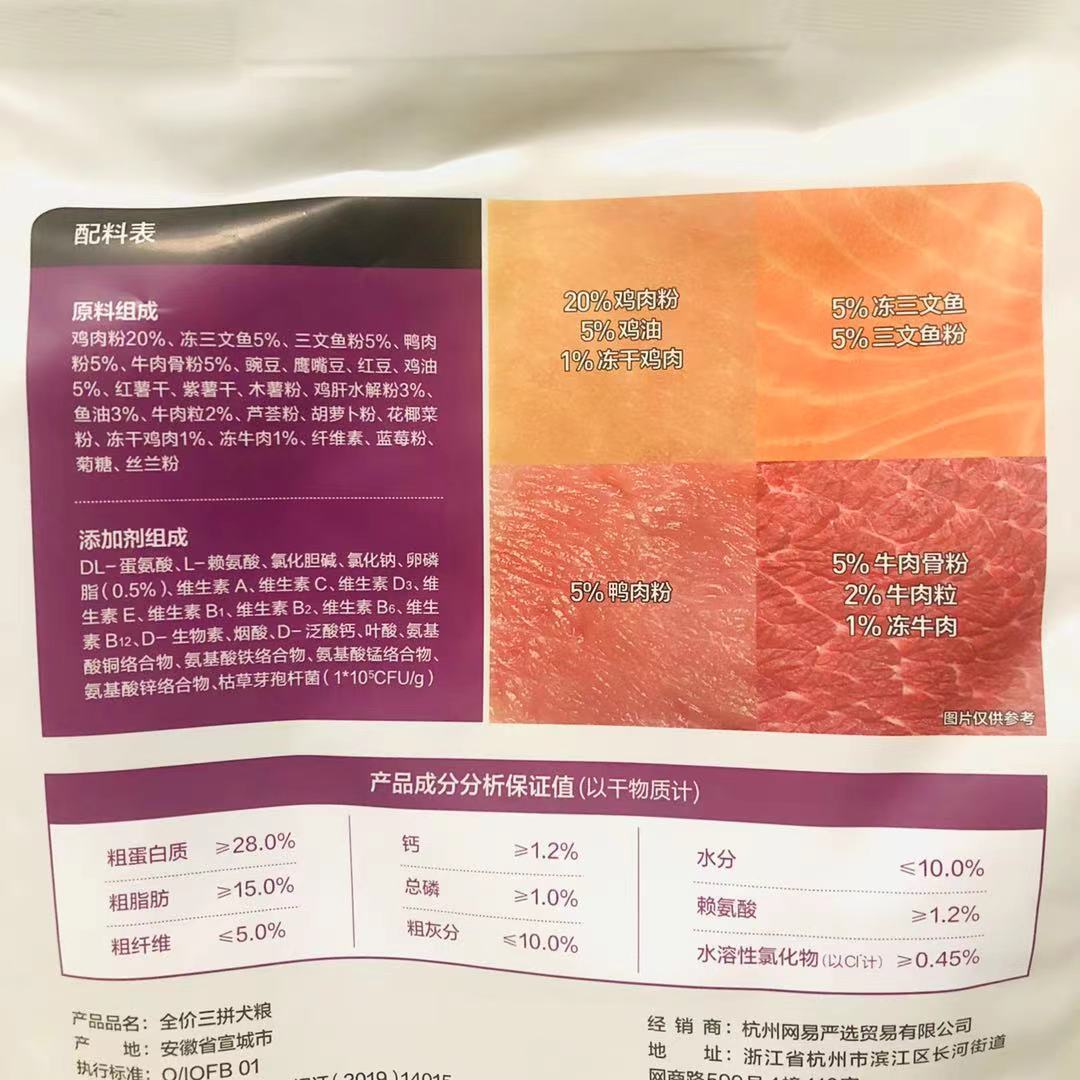 配料表
原料组成
鸡肉粉20%、冻三文鱼5%、三文鱼粉5%、鸭肉
粉5%、牛肉骨粉5%、豌豆、鹰嘴豆、红豆、鸡油
5%、红薯干、紫薯干、木薯粉、鸡肝水解粉3%、
鱼油3%、牛肉粒2%、芦荟粉、胡萝卜粉、花椰菜
粉、冻干鸡肉1%、冻牛肉1%、纤维素、蓝莓粉、
菊糖、丝兰粉
添加剂组成
DL-蛋氨酸、L-赖氨酸、氯化胆碱、氯化钠、卵磷
脂(0.5%)、维生素A、维生素C、维生素D3、维
生素E、维生素B1、维生素B2、维生素B6、维生
素B12、D-生物素、烟酸、D-泛酸钙、叶酸、氨基
酸铜络合物、氨基酸铁络合物、氨基酸锰络合物、
氨基酸锌络合物、枯草芽孢杆菌(1*10⁵CFU/g)
20%鸡肉粉
5%鸡油
1%冻干鸡肉
5%冻三文鱼
5%三文鱼粉
5%鸭肉粉
5%牛肉骨粉
2%牛肉粒
1%冻牛肉
图片仅供参考
产品成分分析保证值(以干物质计)
粗蛋白质 ≥28.0%
粗脂肪 ≥15.0%
粗纤维 ≤5.0%
钙 ≥1.2%
总磷 ≥1.0%
粗灰分 ≤10.0%
水分 ≤10.0%
赖氨酸 ≥1.2%
水溶性氯化物(以Cl⁻计) ≥0.45%
产品品名：全价三拼犬粮
产 地：安徽省宣城市
执行标准：Q/IQFB 01
(2019)14015
经销商：杭州网易严选贸易有限公司
地 址：浙江省杭州市滨江区长河街道
网商路599号4幢